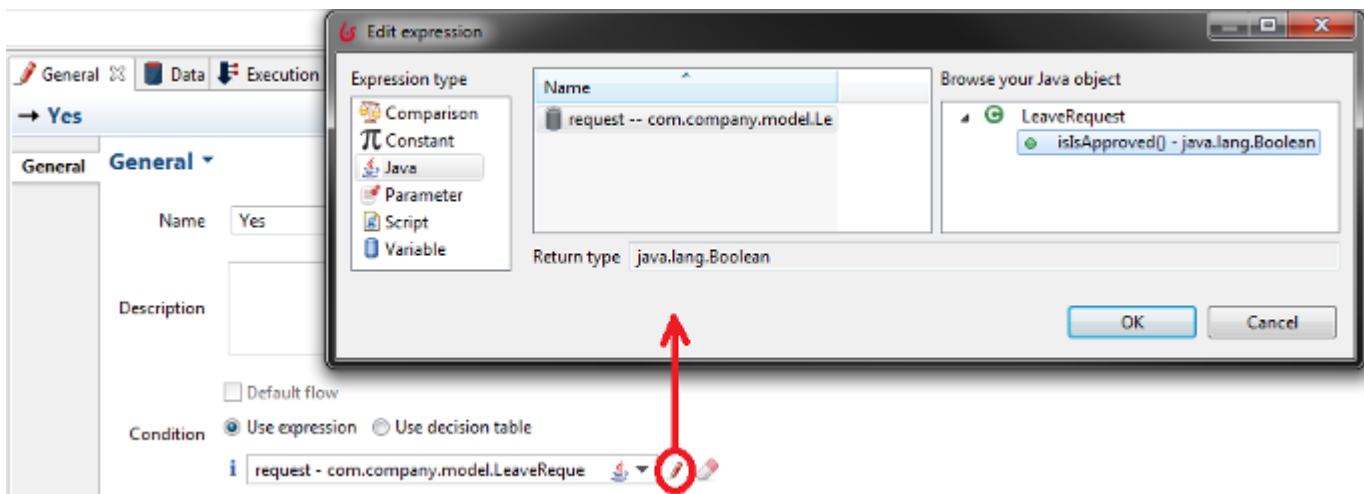 Edit expression
General Data Execution
Expression type
Name
Browse your Java object
→ Yes
Comparison
request -- com.company.model.Le
LeaveRequest
Constant
isIsApproved() - java.lang.Boolean
General General
Java
Parameter
Name Yes
Script
Variable
Return type java.lang.Boolean
Description
OK Cancel
Default flow
Condition Use expression Use decision table
i request - com.company.model.LeaveReque